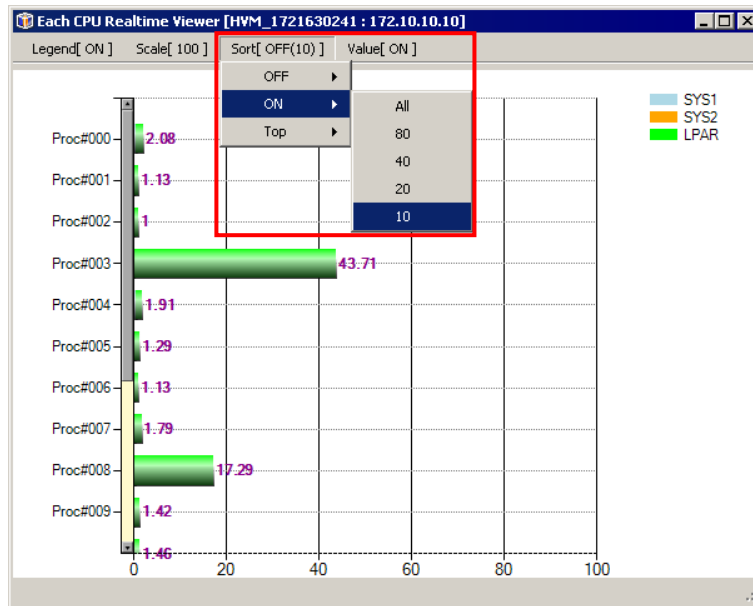 Each CPU Realtime Viewer [HVM_1721630241 : 172.10.10.10]
Legend[ ON ] Scale[ 100 ] Sort[ OFF(10) ] Value[ ON ]
OFF
ON
Top
All
80
40
20
10
SYS1
SYS2
LPAR
Proc#000 2.08
Proc#001 1.13
Proc#002 1
Proc#003 43.71
Proc#004 1.91
Proc#005 1.29
Proc#006 1.13
Proc#007 1.79
Proc#008 17.29
Proc#009 1.42
1.46
0 20 40 60 80 100